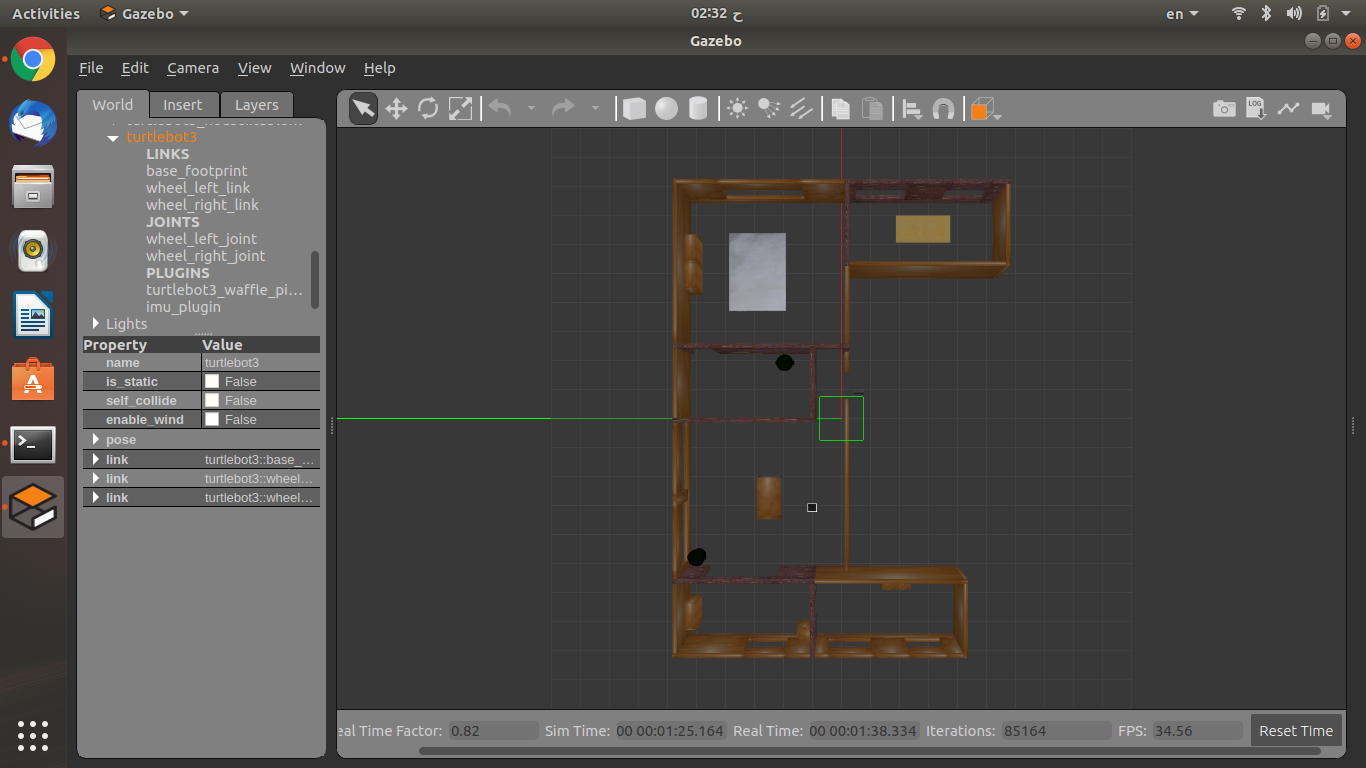 Activities Gazebo 02:32 ح en
Gazebo
File Edit Camera View Window Help
World Insert Layers
turtlebot3
LINKS
base_footprint
wheel_left_link
wheel_right_link
JOINTS
wheel_left_joint
wheel_right_joint
PLUGINS
turtlebot3_waffle_pi...
imu_plugin
Lights
Property Value
name turtlebot3
is_static False
self_collide False
enable_wind False
pose
link turtlebot3::base_...
link turtlebot3::wheel...
link turtlebot3::wheel...
LOG
eal Time Factor: 0.82 Sim Time: 00 00:01:25.164 Real Time: 00 00:01:38.334 Iterations: 85164 FPS: 34.56 Reset Time